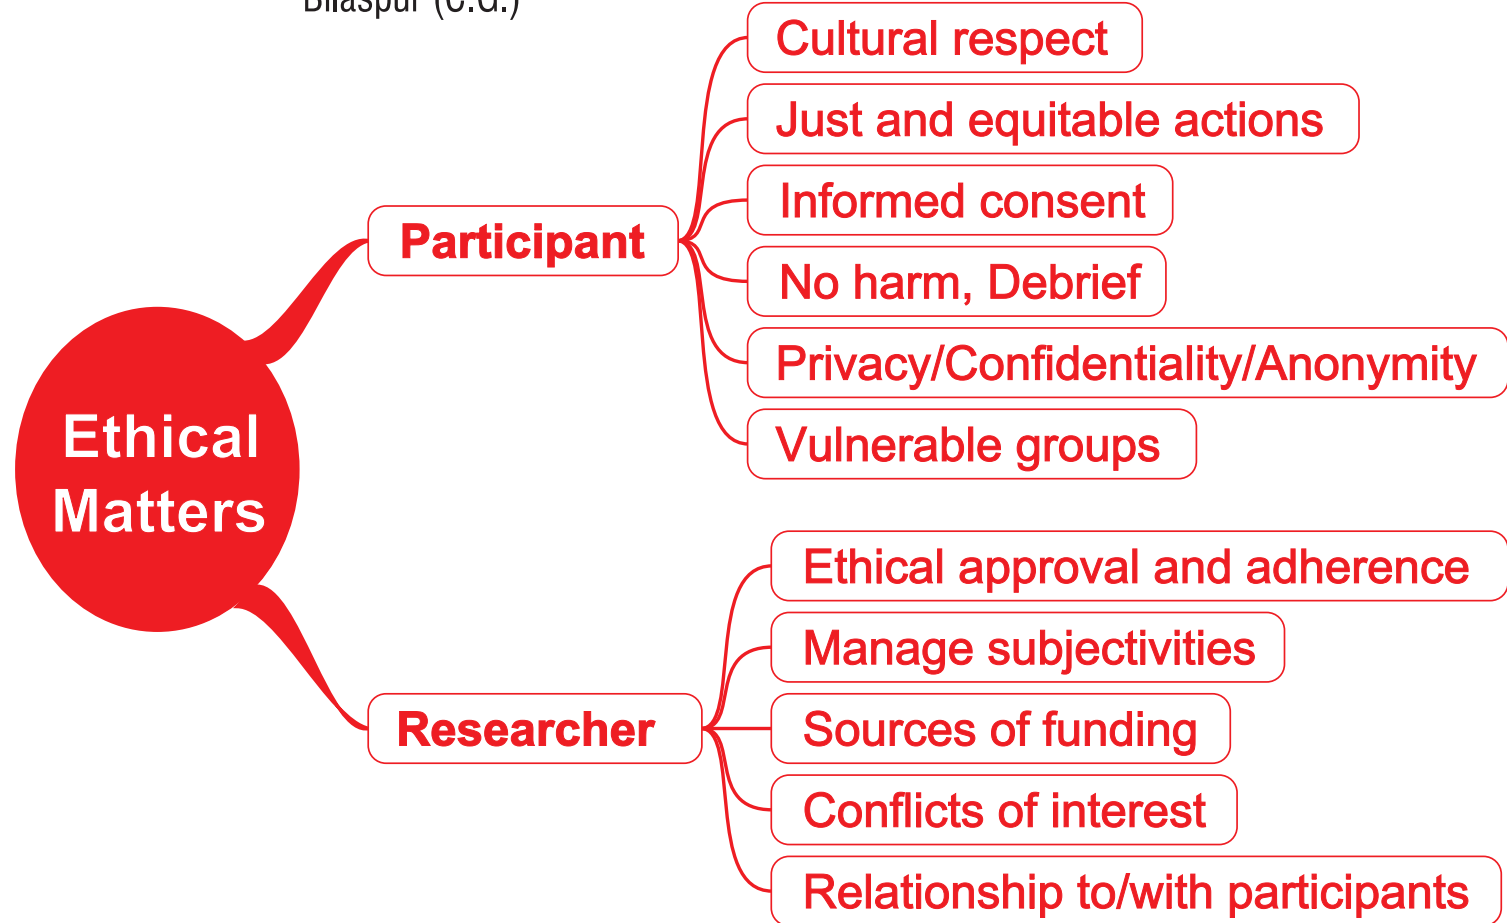 Bilaspur (C.G.)
Cultural respect
Just and equitable actions
Informed consent
Participant
No harm, Debrief
Privacy/Confidentiality/Anonymity
Vulnerable groups
Ethical
Matters
Ethical approval and adherence
Manage subjectivities
Researcher
Sources of funding
Conflicts of interest
Relationship to/with participants